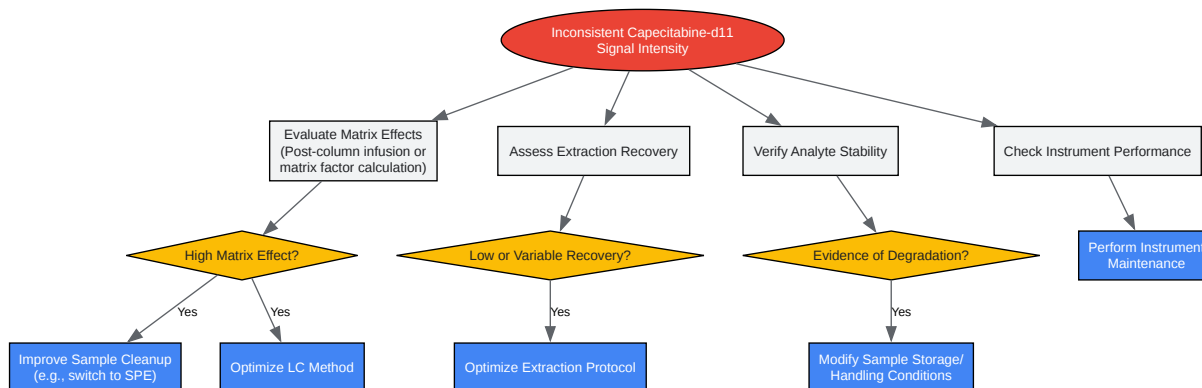 Inconsistent Capecitabine-d11
Signal Intensity
Evaluate Matrix Effects
(Post-column infusion or
matrix factor calculation)
Assess Extraction Recovery
Verify Analyte Stability
Check Instrument Performance
High Matrix Effect?
Low or Variable Recovery?
Evidence of Degradation?
Perform Instrument
Maintenance
Yes
Yes
Yes
Yes
Improve Sample Cleanup
(e.g., switch to SPE)
Optimize LC Method
Optimize Extraction Protocol
Modify Sample Storage/
Handling Conditions